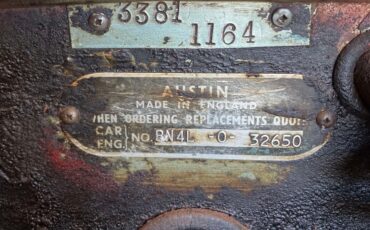 3381
1164
AUSTIN
MADE IN ENGLAND
WHEN ORDERING REPLACEMENTS QUOTE
CAR
ENG. NO. BN4L -O- 32650